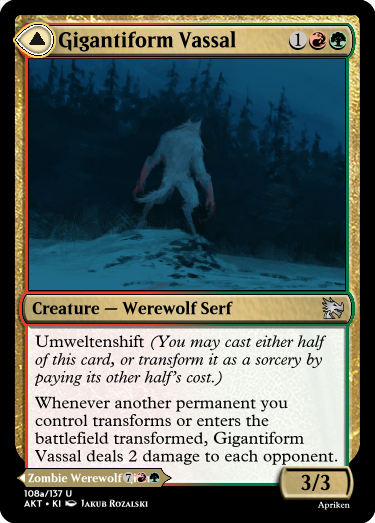 Gigantiform Vassal 1
Creature — Werewolf Serf
Umweltenshift (You may cast either half
of this card, or transform it as a sorcery by
paying its other half's cost.)
Whenever another permanent you
control transforms or enters the
battlefield transformed, Gigantiform
Vassal deals 2 damage to each opponent.
Zombie Werewolf
3/3
108a/137 U
AKT • KI Jakub Rozalski
Apriken